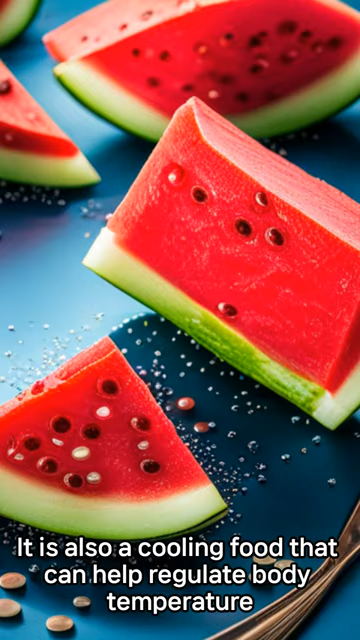 It is also a cooling food that
can help regulate body
temperature